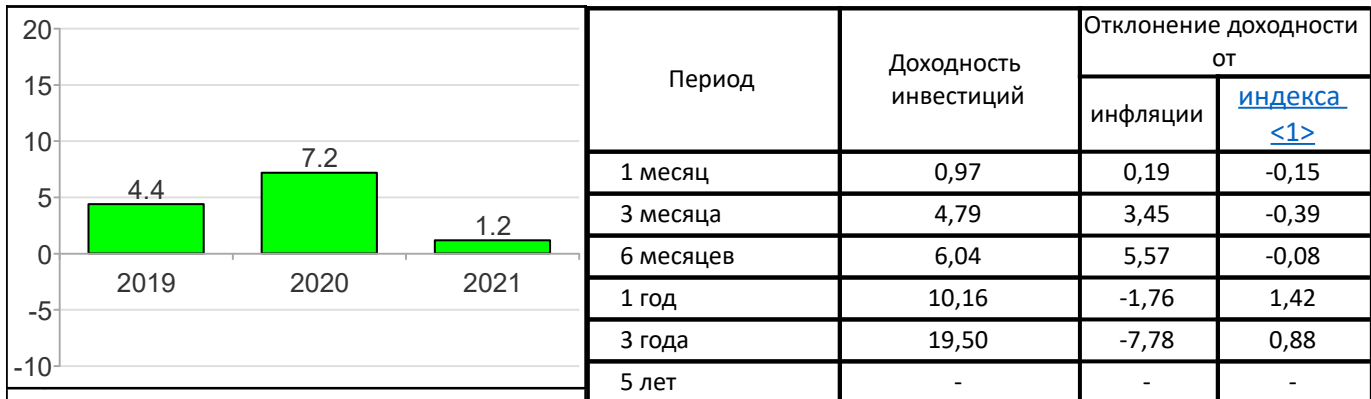 20
15
10
5
0
-5
-10
4.4
7.2
1.2
2019 2020 2021
Период
Доходность
инвестиций
Отклонение доходности
от
инфляции
индекса
<1>
1 месяц 0,97 0,19 -0,15
3 месяца 4,79 3,45 -0,39
6 месяцев 6,04 5,57 -0,08
1 год 10,16 -1,76 1,42
3 года 19,50 -7,78 0,88
5 лет - - -